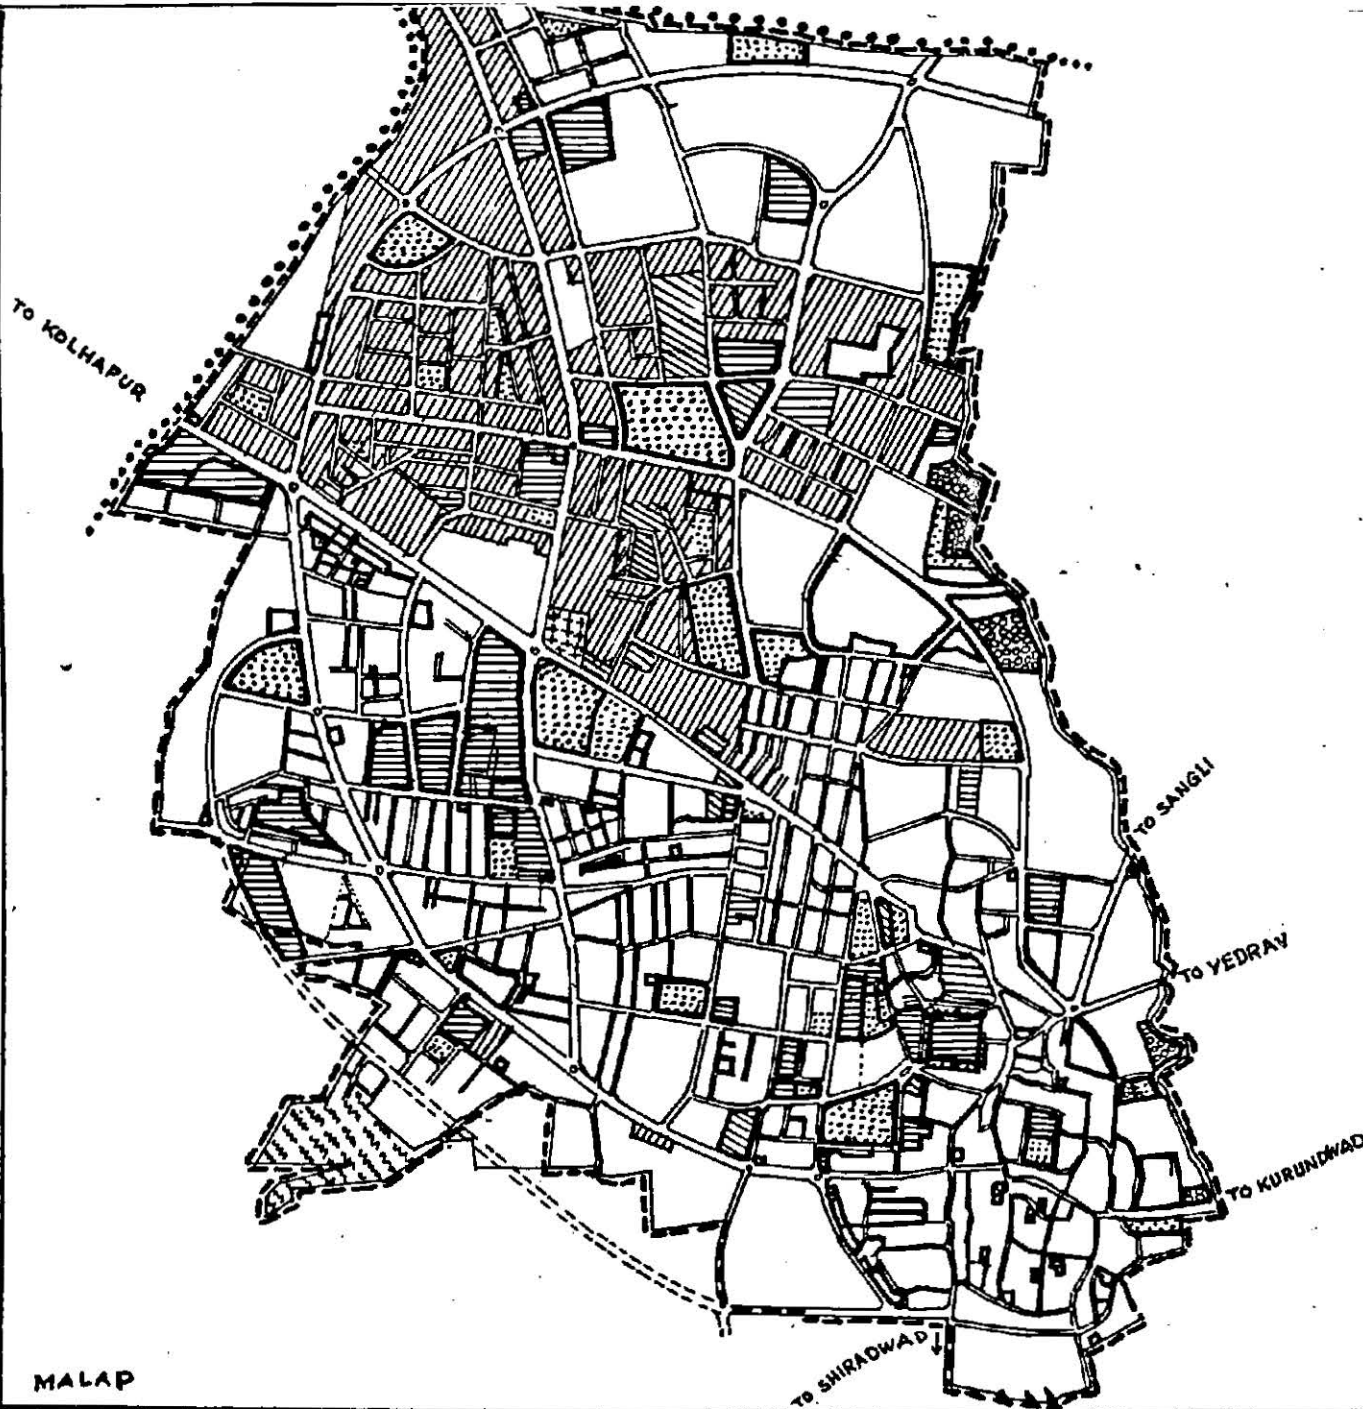 TO KOLHAPUR
TO SANGLI
TO YEDRAV
TO KURUNDWAD
TO SHIRADWAD
MALAP